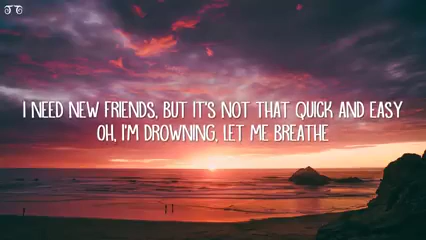 I NEED NEW FRIENDS, BUT IT'S NOT THAT QUICK AND EASY
OH, I'M DROWNING, LET ME BREATHE